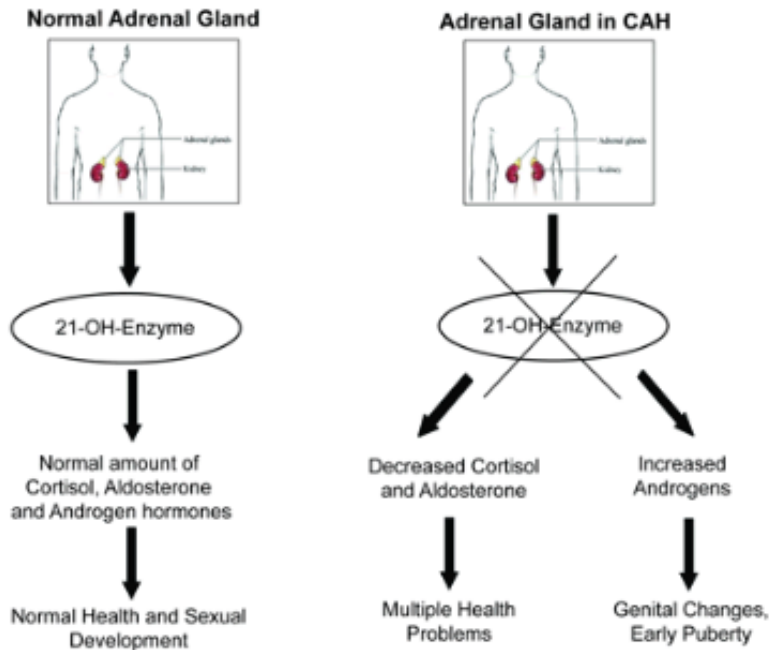 Normal Adrenal Gland
Adrenal glands
Kidney
21-OH-Enzyme
Normal amount of
Cortisol, Aldosterone
and Androgen hormones
Normal Health and Sexual
Development
Adrenal Gland in CAH
Adrenal glands
Kidney
21-OH-Enzyme
Decreased Cortisol
and Aldosterone
Multiple Health
Problems
Increased
Androgens
Genital Changes,
Early Puberty